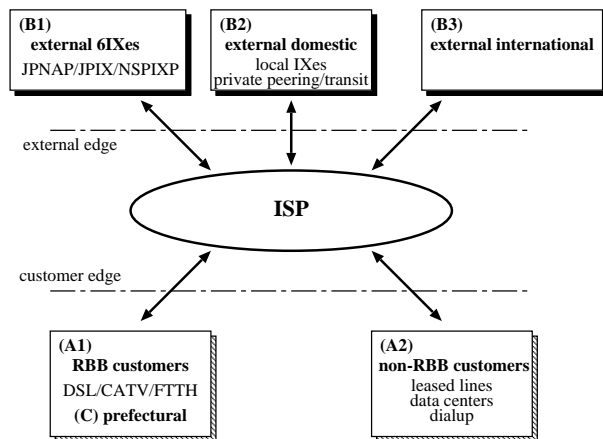 (B1)
external 6IXes
JPNAP/JPIX/NSPIXP
(B2)
external domestic
local IXes
private peering/transit
(B3)
external international
external edge
ISP
customer edge
(A1)
RBB customers
DSL/CATV/FTTH
(C) prefectural
(A2)
non-RBB customers
leased lines
data centers
dialup